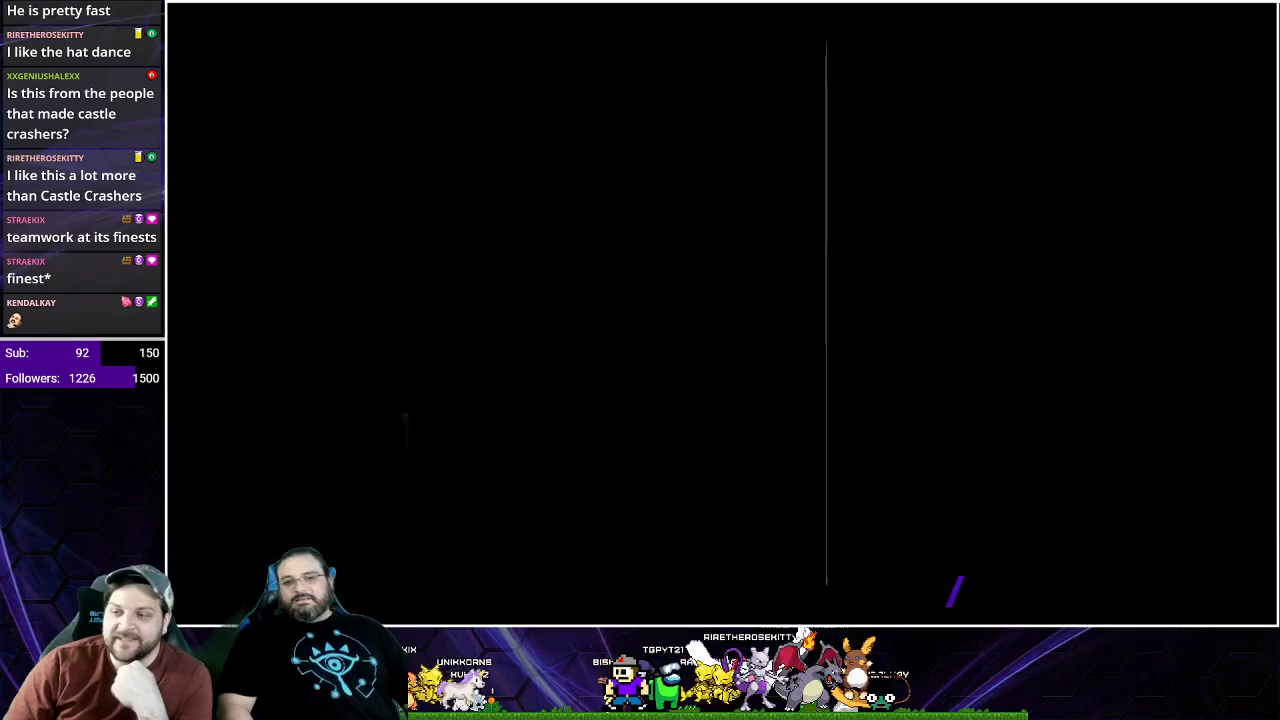 He is pretty fast
RIRETHEROSEKITTY
I like the hat dance
XXGENIUSHALEXX
Is this from the people
that made castle
crashers?
RIRETHEROSEKITTY
I like this a lot more
than Castle Crashers
STRAEKIX
teamwork at its finests
STRAEKIX
finest*
KENDALKAY
Sub: 92 150
Followers: 1226 1500
RIRETHEROSEKITTY
TGPYT21
UNIKKORNS